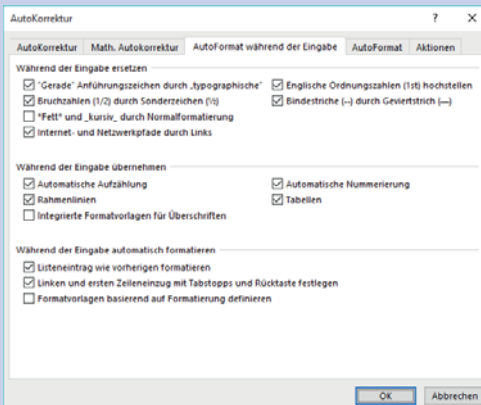 AutoKorrektur ? ×
AutoKorrektur Math. Autokorrektur AutoFormat während der Eingabe AutoFormat Aktionen
Während der Eingabe ersetzen
"Gerade" Anführungszeichen durch „typographische" Englische Ordnungszahlen (1st) hochstellen
Bruchzahlen (1/2) durch Sonderzeichen (½) Bindestriche (--) durch Geviertstrich (—)
*Fett* und _kursiv_ durch Normalformatierung
Internet- und Netzwerkpfade durch Links
Während der Eingabe übernehmen
Automatische Aufzählung Automatische Nummerierung
Rahmenlinien Tabellen
Integrierte Formatvorlagen für Überschriften
Während der Eingabe automatisch formatieren
Listeneintrag wie vorherigen formatieren
Linken und ersten Zeileneinzug mit Tabstopps und Rücktaste festlegen
Formatvorlagen basierend auf Formatierung definieren
OK Abbrechen